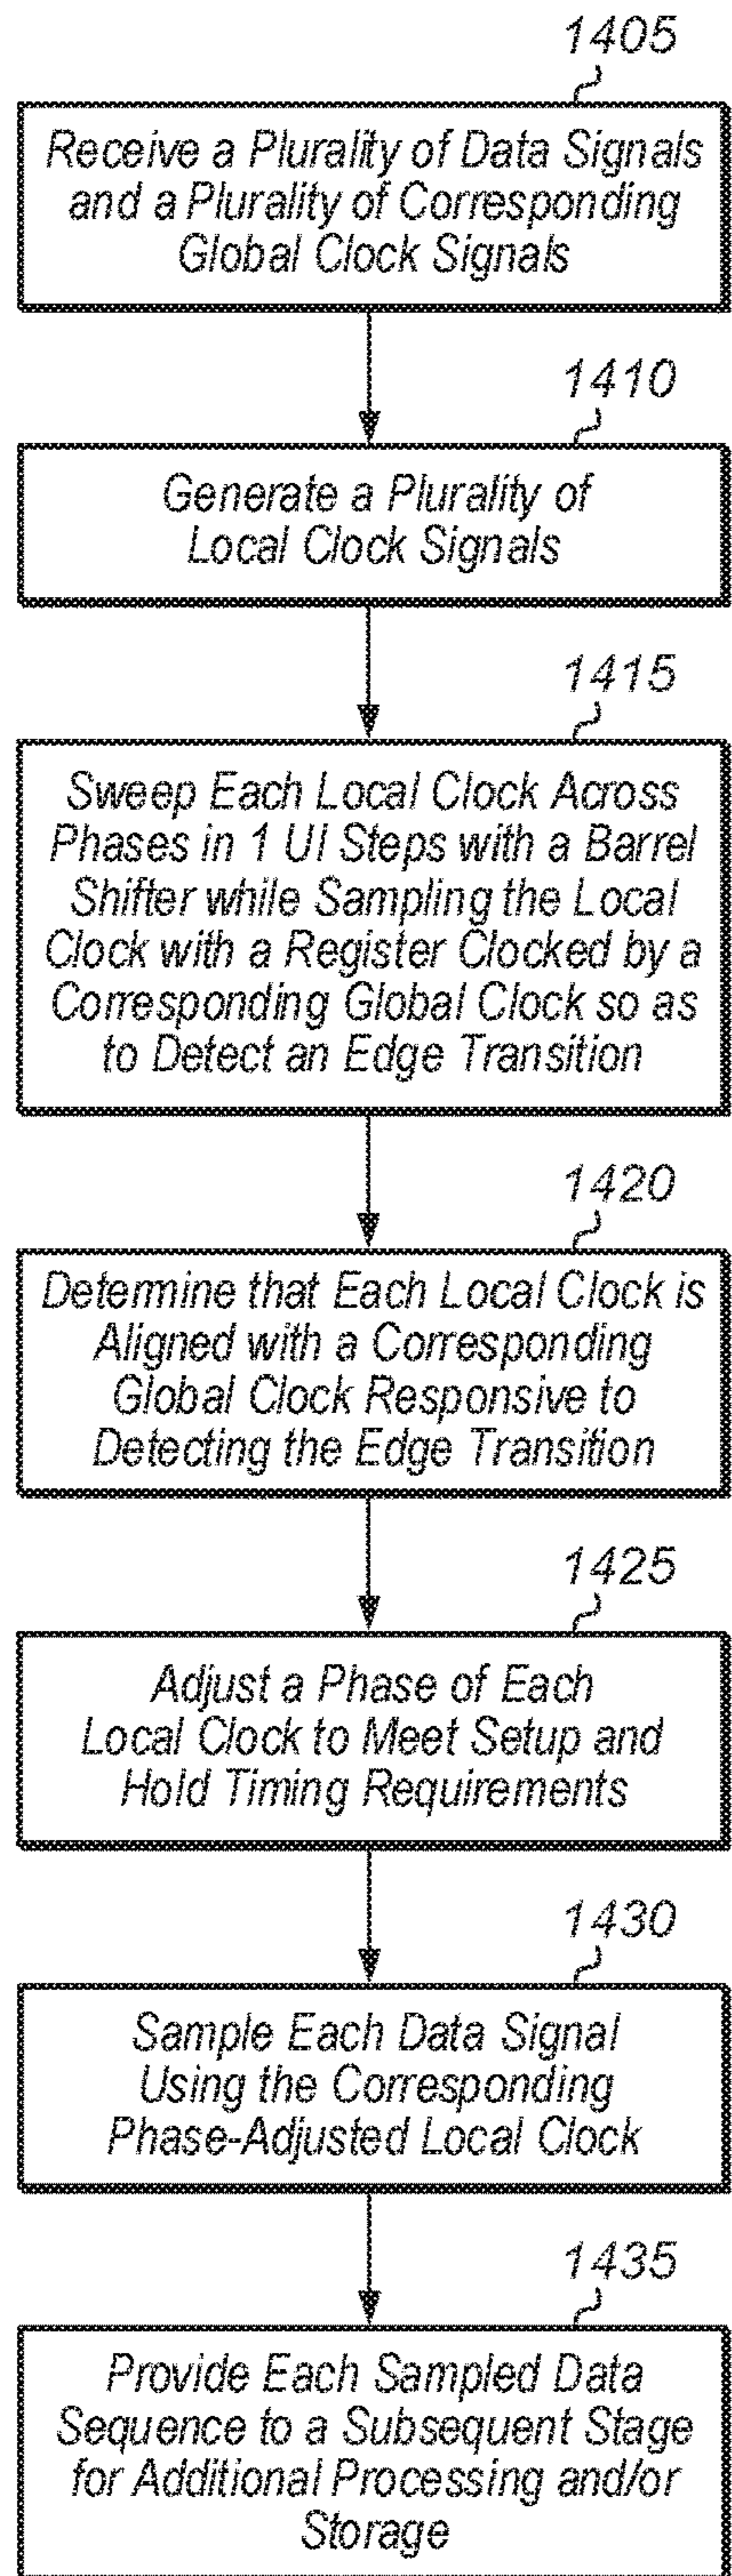 1405
Receive a Plurality of Data Signals
and a Plurality of Corresponding
Global Clock Signals
1410
Generate a Plurality of
Local Clock Signals
1415
Sweep Each Local Clock Across
Phases in 1 UI Steps with a Barrel
Shifter while Sampling the Local
Clock with a Register Clocked by a
Corresponding Global Clock so as
to Detect an Edge Transition
1420
Determine that Each Local Clock is
Aligned with a Corresponding
Global Clock Responsive to
Detecting the Edge Transition
1425
Adjust a Phase of Each
Local Clock to Meet Setup and
Hold Timing Requirements
1430
Sample Each Data Signal
Using the Corresponding
Phase-Adjusted Local Clock
1435
Provide Each Sampled Data
Sequence to a Subsequent Stage
for Additional Processing and/or
Storage